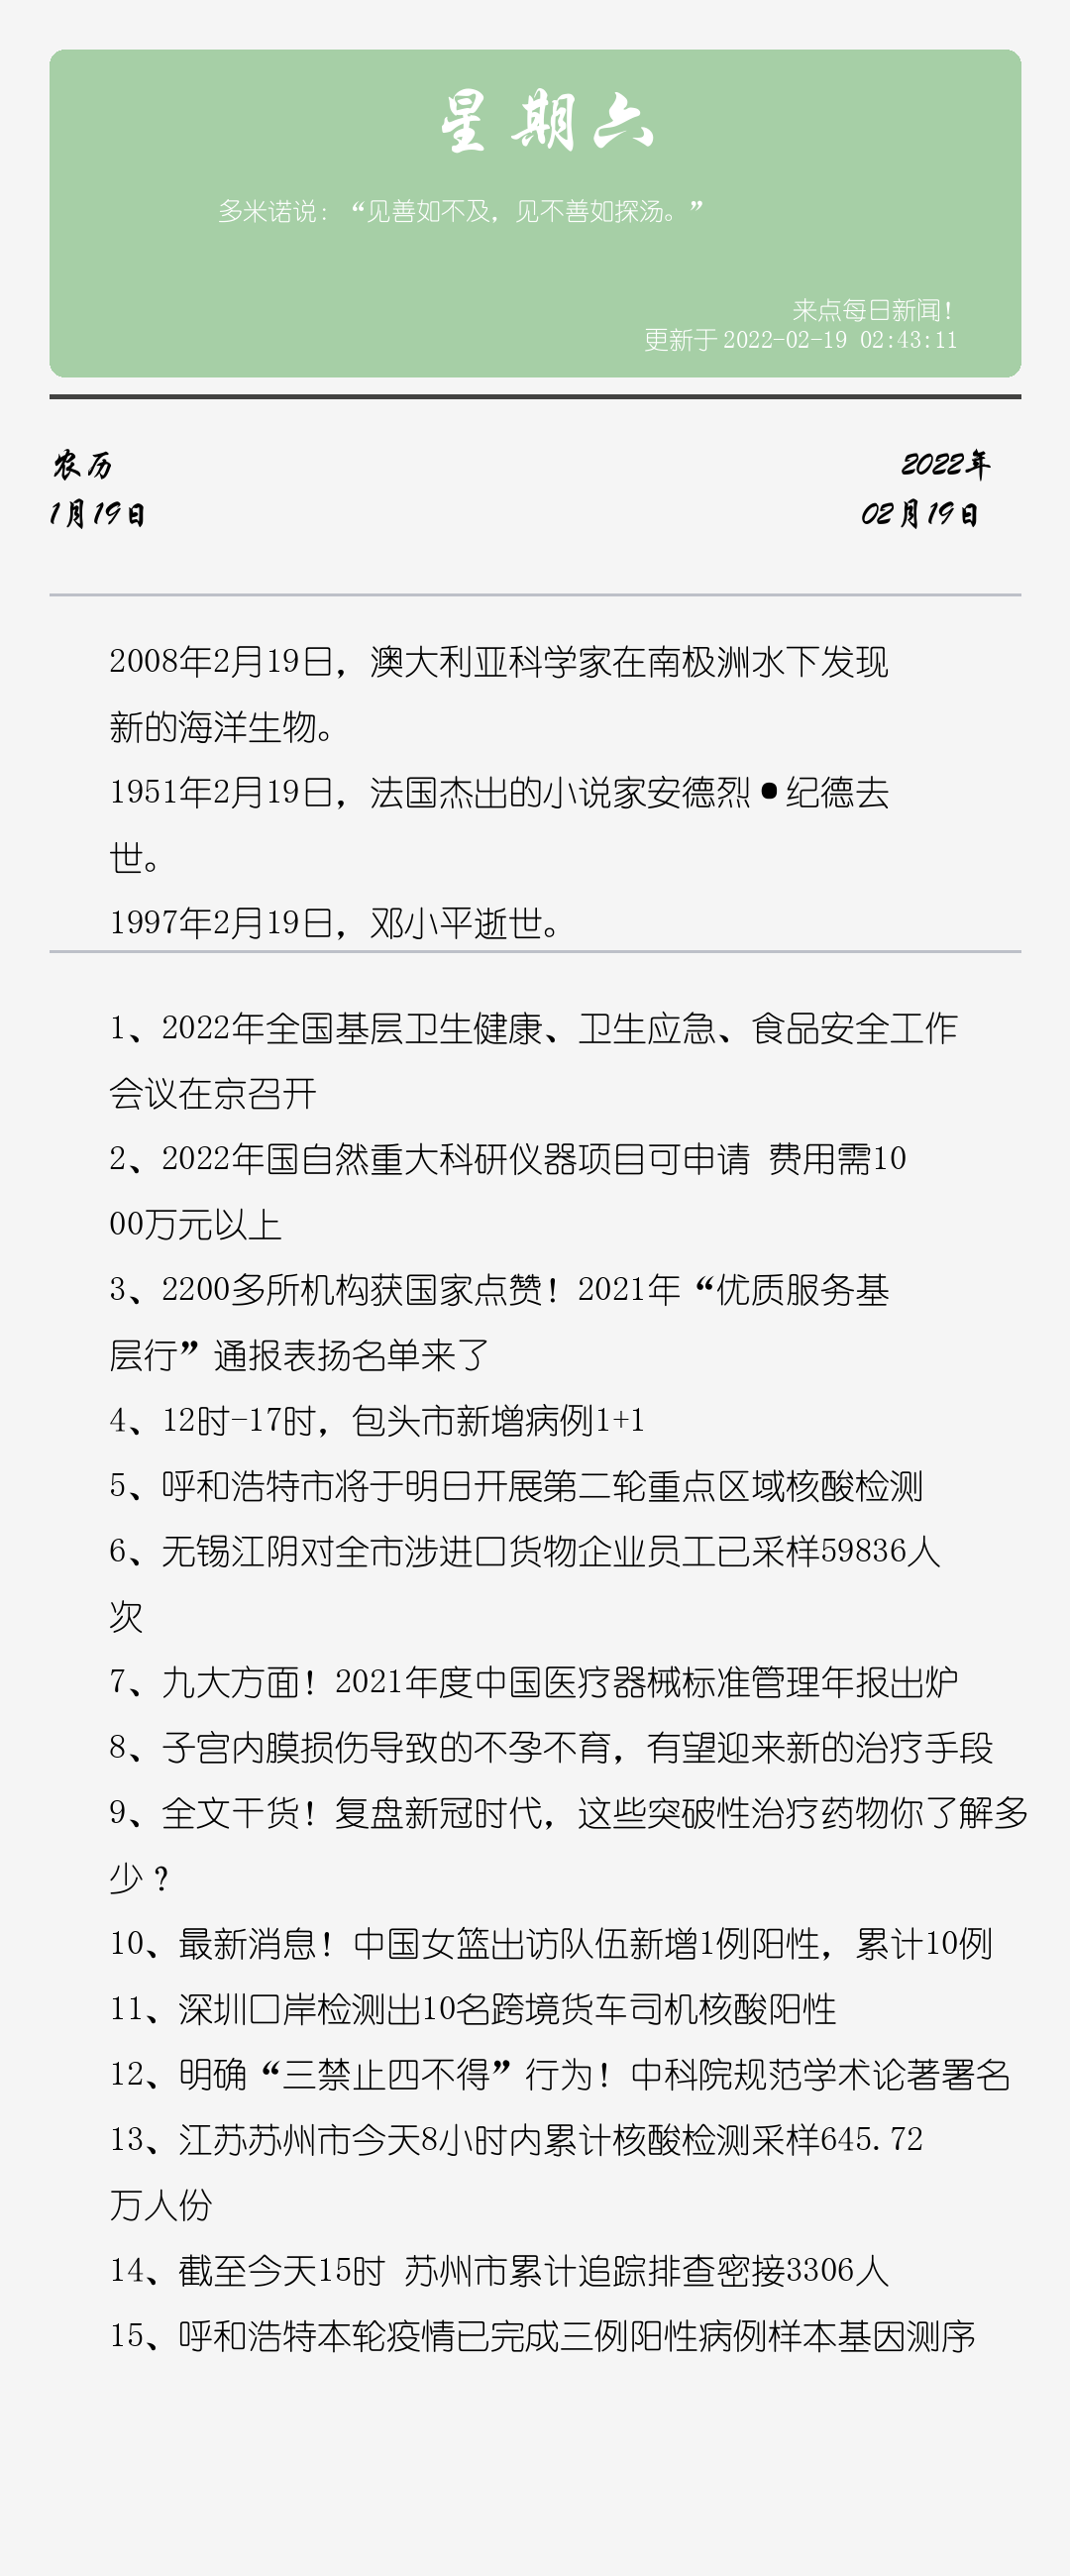 星期六
多米诺说：“见善如不及，见不善如探汤。”
来点每日新闻！
更新于 2022-02-19 02:43:11
农历
1月19日
2022年
02月19日
2008年2月19日，澳大利亚科学家在南极洲水下发现
新的海洋生物。
1951年2月19日，法国杰出的小说家安德烈•纪德去
世。
1997年2月19日，邓小平逝世。
1、2022年全国基层卫生健康、卫生应急、食品安全工作
会议在京召开
2、2022年国自然重大科研仪器项目可申请 费用需10
00万元以上
3、2200多所机构获国家点赞！2021年“优质服务基
层行”通报表扬名单来了
4、12时-17时，包头市新增病例1+1
5、呼和浩特市将于明日开展第二轮重点区域核酸检测
6、无锡江阴对全市涉进口货物企业员工已采样59836人
次
7、九大方面！2021年度中国医疗器械标准管理年报出炉
8、子宫内膜损伤导致的不孕不育，有望迎来新的治疗手段
9、全文干货！复盘新冠时代，这些突破性治疗药物你了解多
少？
10、最新消息！中国女篮出访队伍新增1例阳性，累计10例
11、深圳口岸检测出10名跨境货车司机核酸阳性
12、明确“三禁止四不得”行为！中科院规范学术论著署名
13、江苏苏州市今天8小时内累计核酸检测采样645.72
万人份
14、截至今天15时 苏州市累计追踪排查密接3306人
15、呼和浩特本轮疫情已完成三例阳性病例样本基因测序